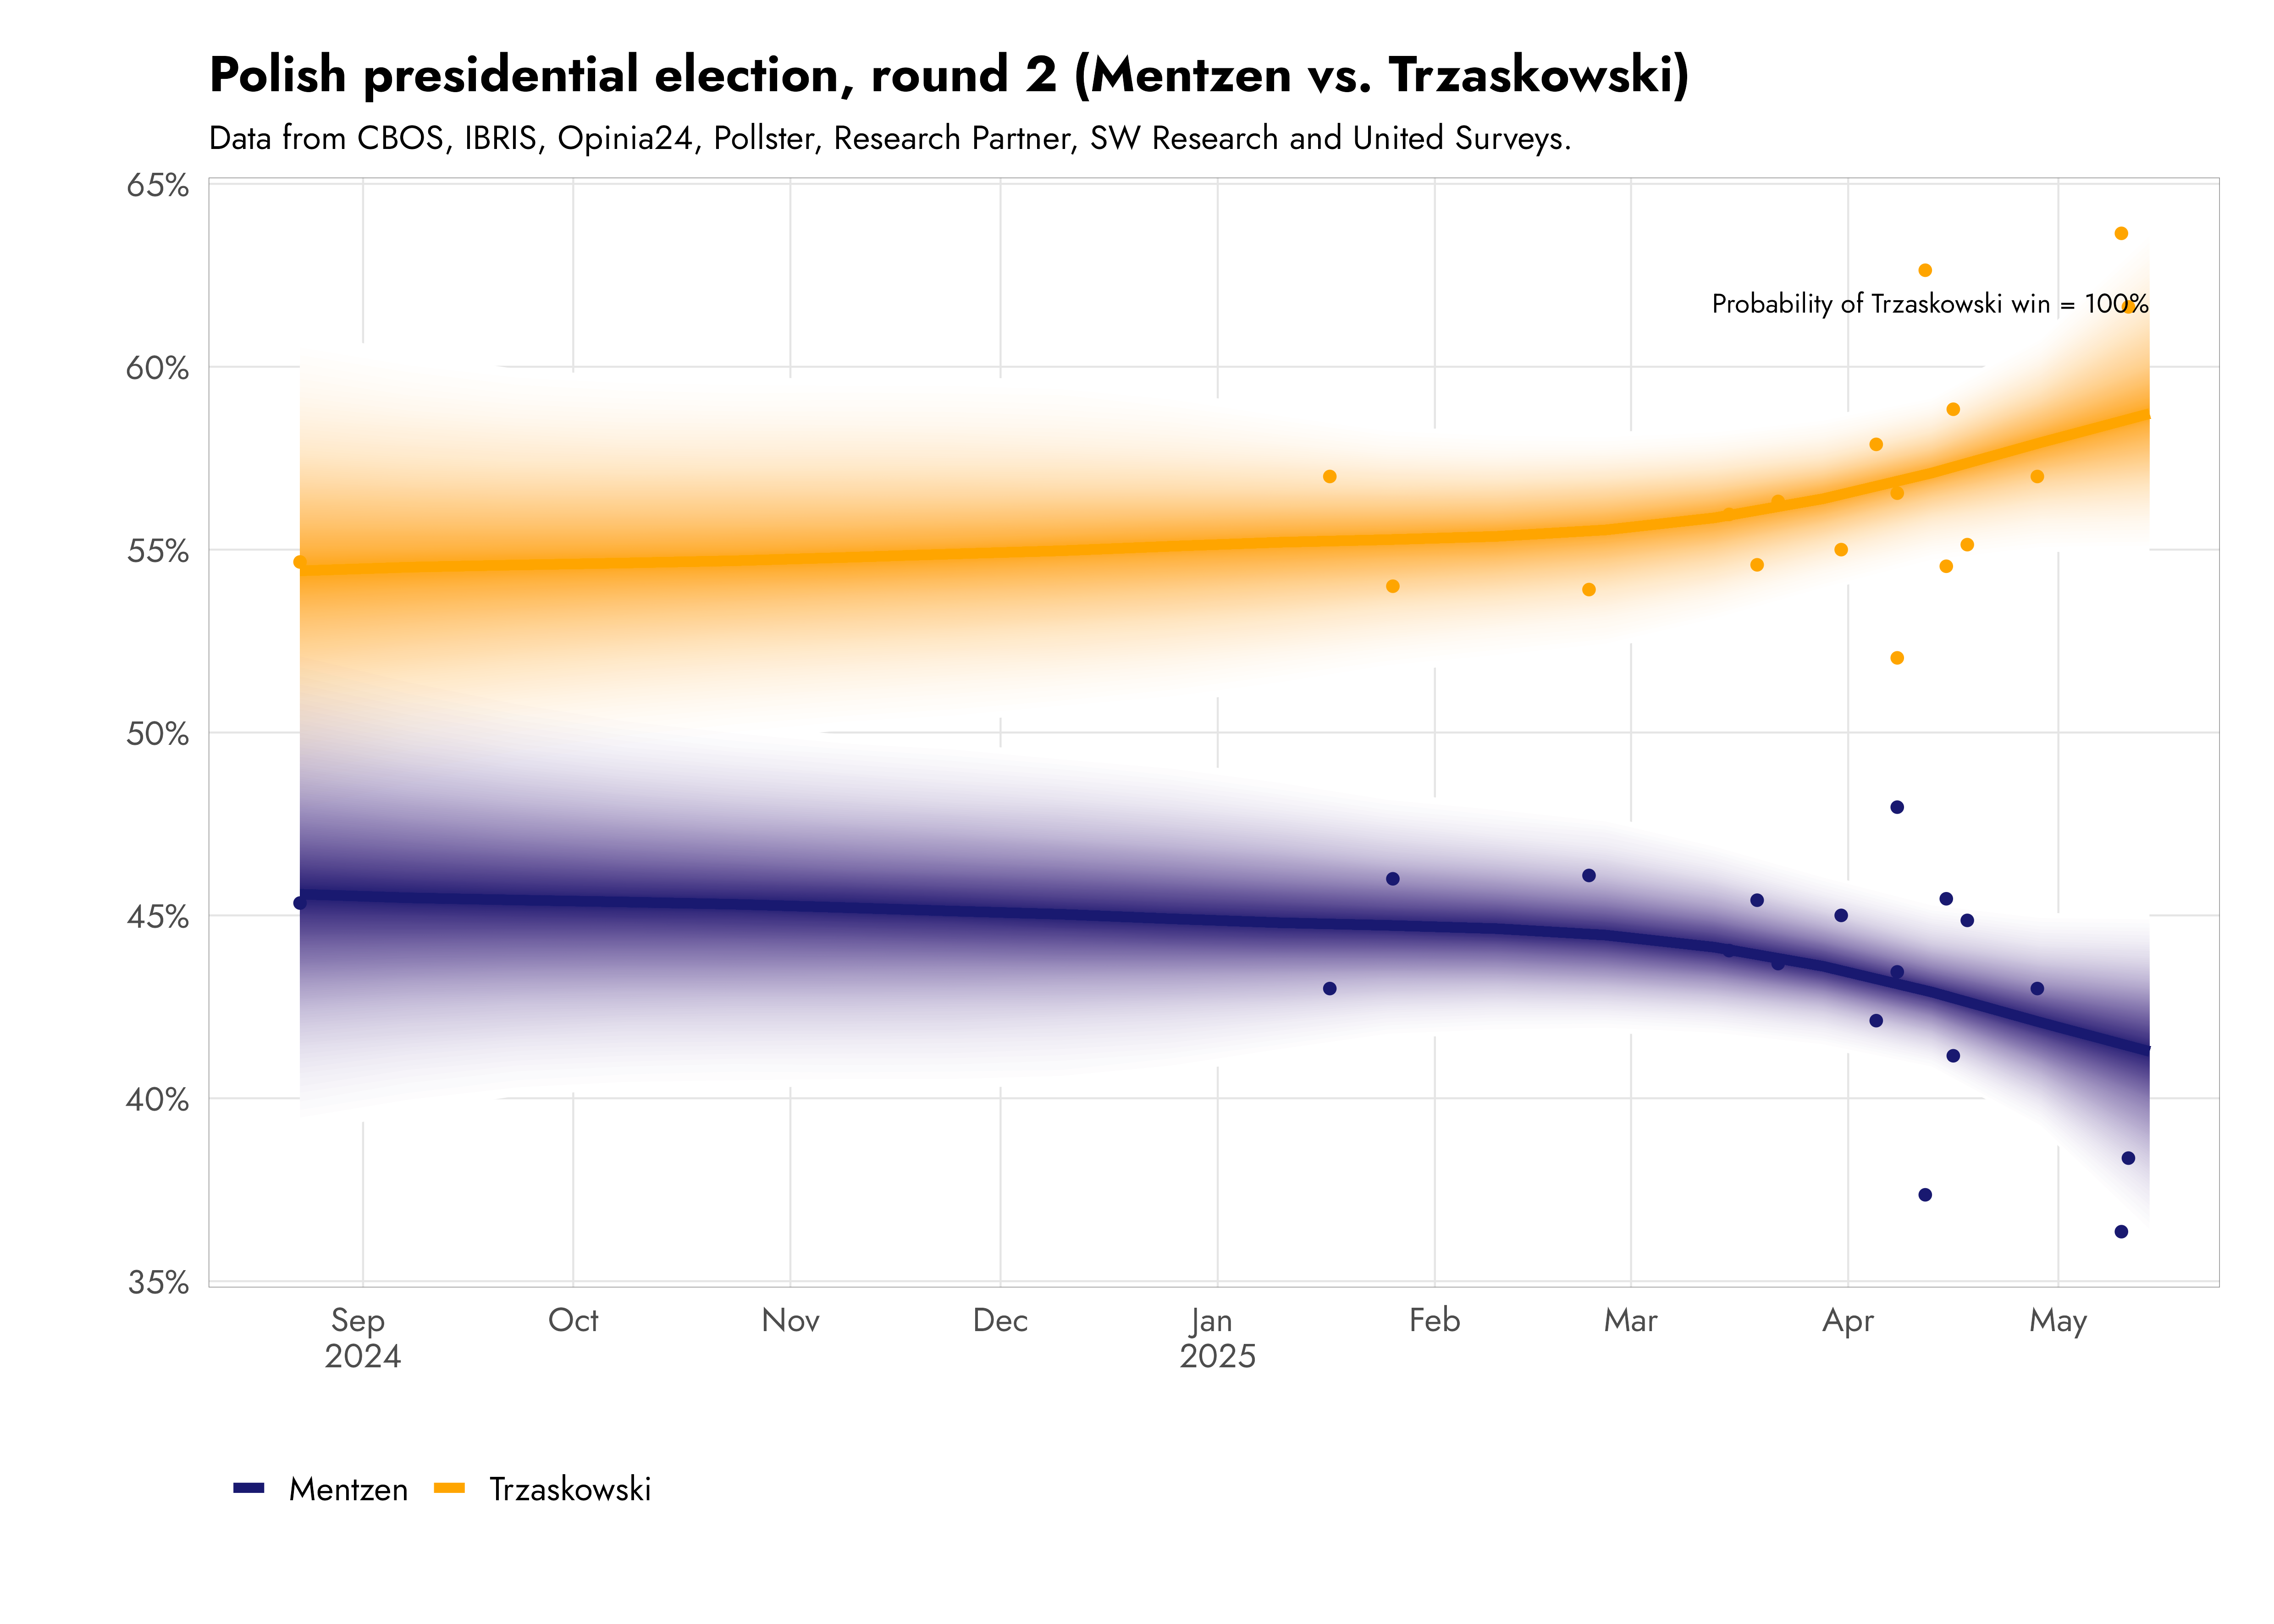 Polish presidential election, round 2 (Mentzen vs. Trzaskowski)
Data from CBOS, IBRIS, Opinia24, Pollster, Research Partner, SW Research and United Surveys.
65%
60%
55%
50%
45%
40%
35%
Probability of Trzaskowski win = 100%
Sep Oct Nov Dec Jan Feb Mar Apr May
2024 2025
Mentzen Trzaskowski